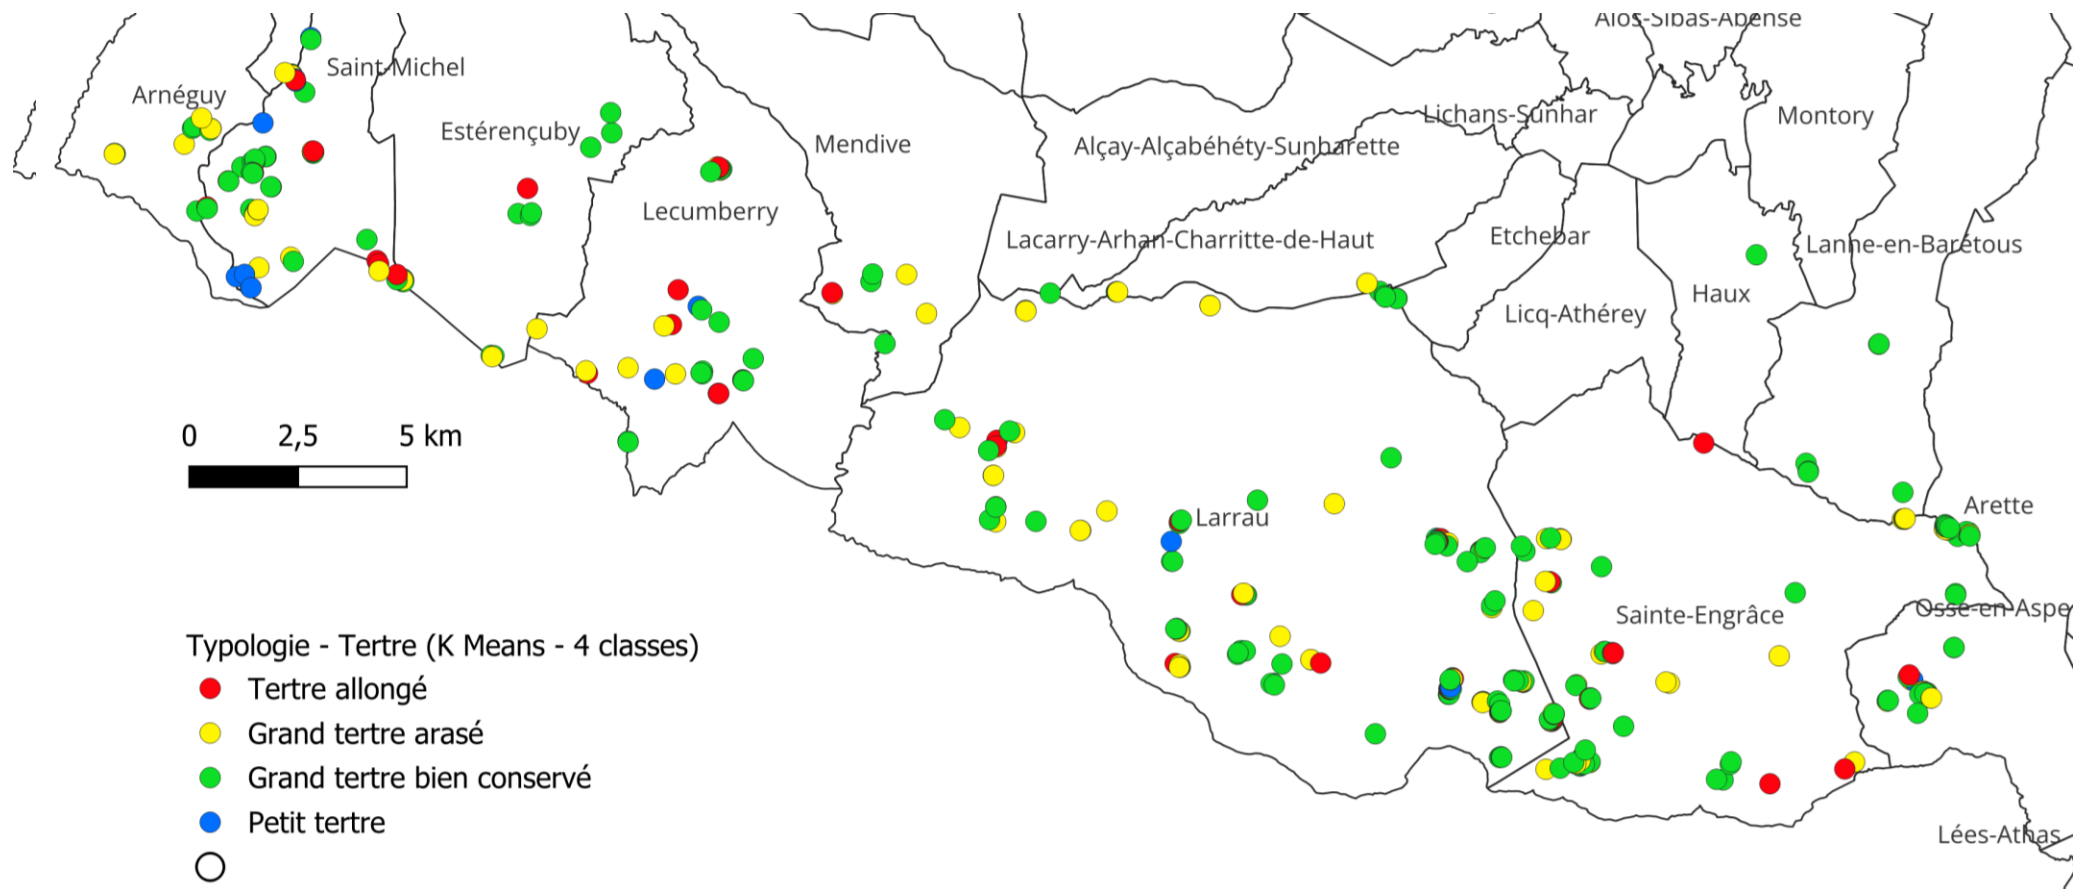 Alos-Sibas-Abense
Saint-Michel
Arnéguy
Estérençuby
Mendive
Lichans-Sunhar
Montory
Alçay-Alçabéhéty-Sunharette
Lecumberry
Lacarry-Arhan-Charritte-de-Haut
Etchebar
Lanne-en-Barétous
Haux
Licq-Athérey
0 2,5 5 km
Larrau
Arette
Sainte-Engrâce
Osse-en-Aspe
Typologie - Tertre (K Means - 4 classes)
Tertre allongé
Grand tertre arasé
Grand tertre bien conservé
Petit tertre
Lées-Athas